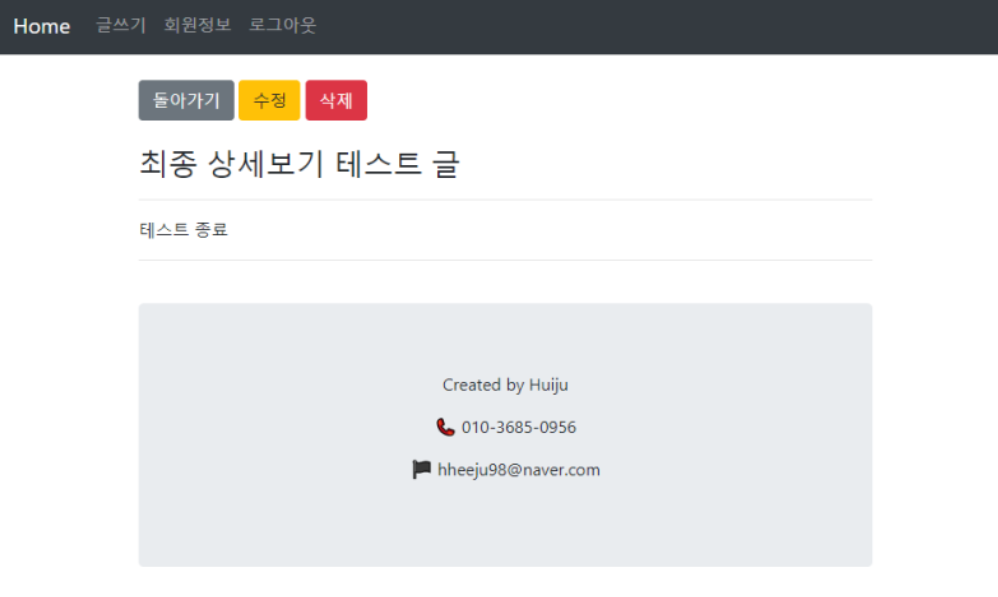 Home 글쓰기 회원정보 로그아웃
돌아가기 수정 삭제
최종 상세보기 테스트 글
테스트 종료
Created by Huiju
📞 010-3685-0956
🏴 hheeju98@naver.com